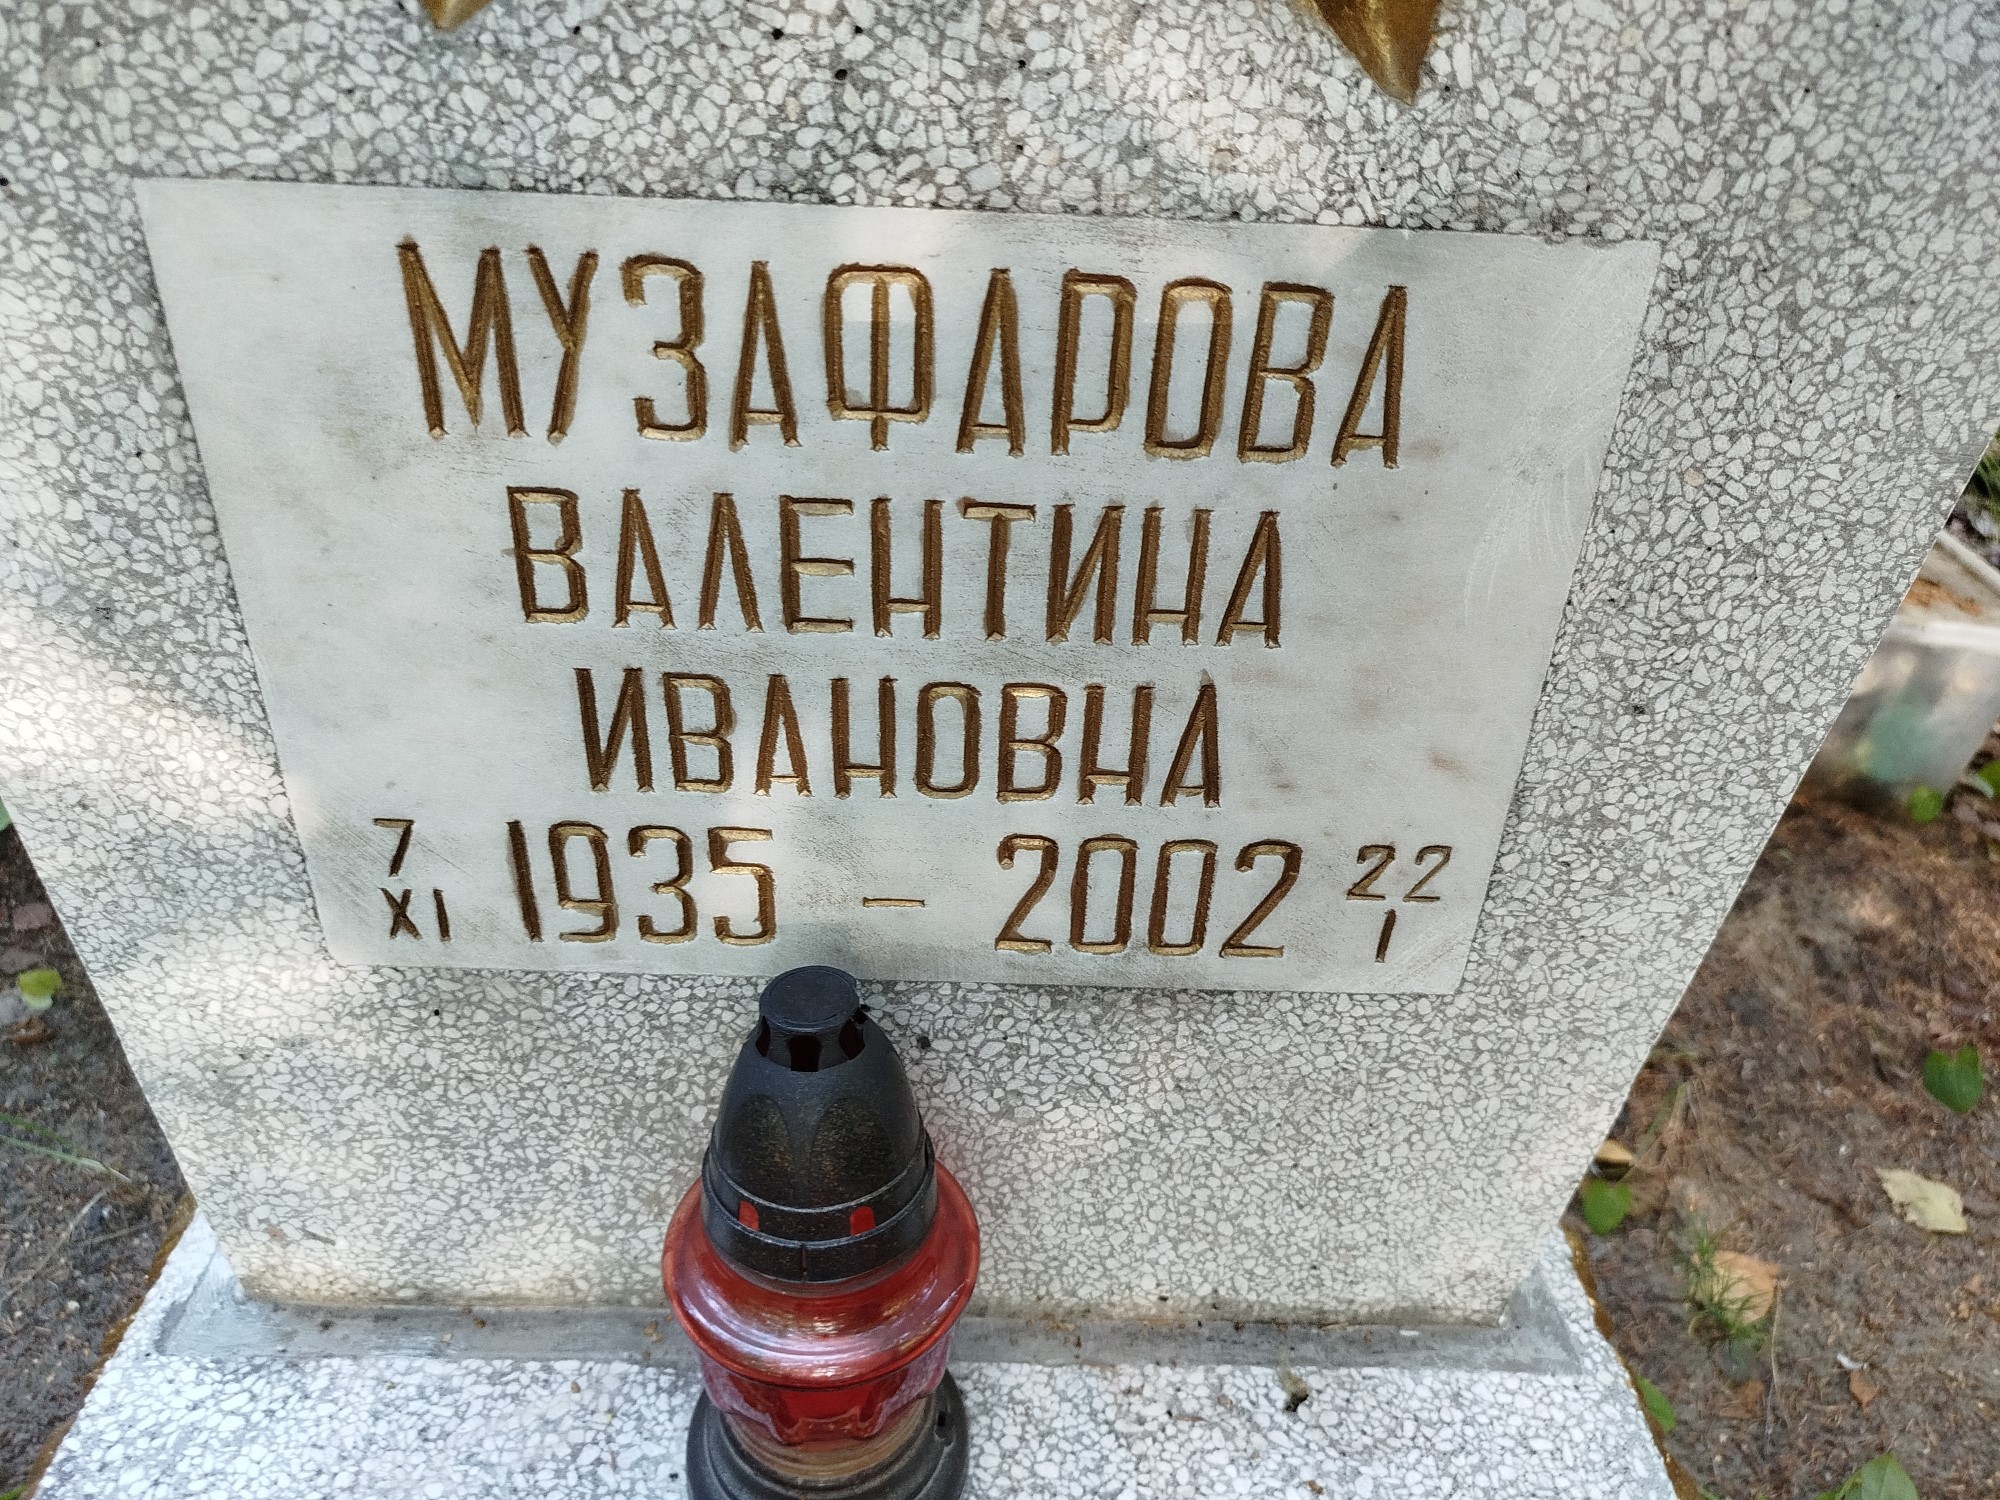 МУЗАФАРОВА
ВАЛЕНТИНА
ИВАНОВНА
7 XI 1935 – 2002 22 I